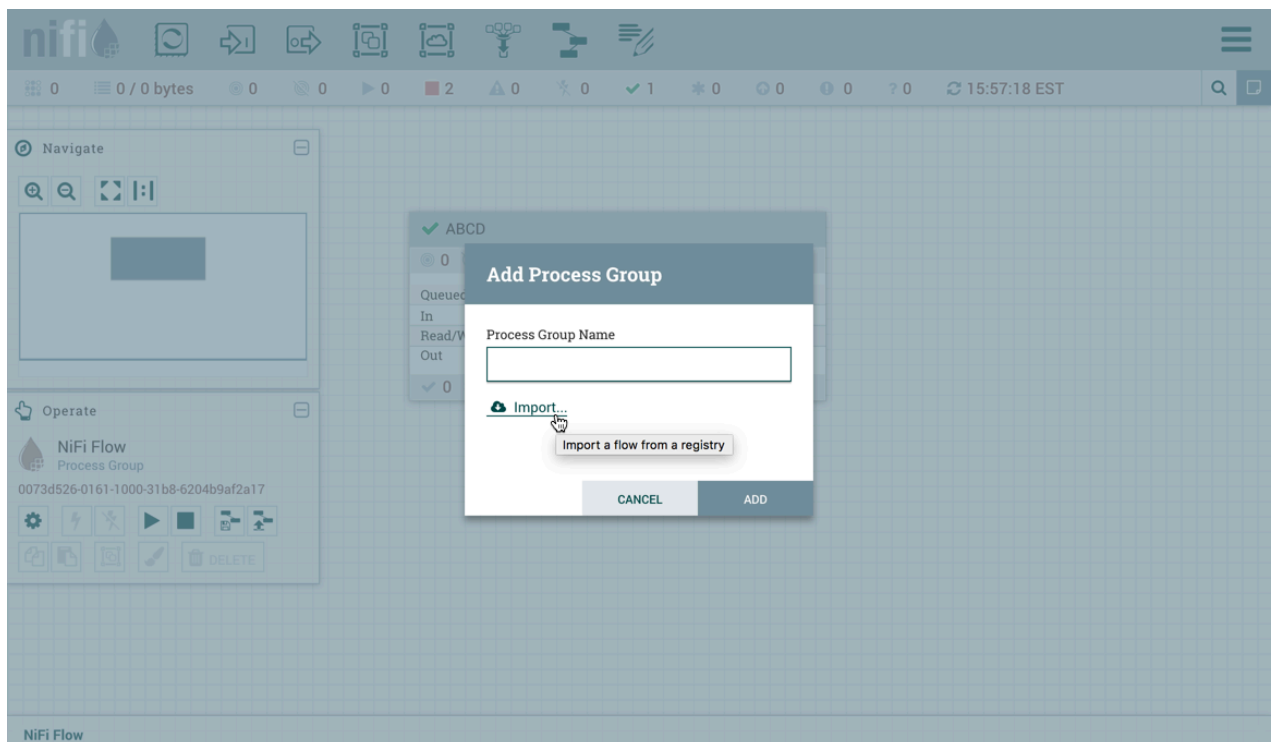 nifi
0 0 / 0 bytes 0 0 0 2 0 0 1 0 0 0 ? 0 15:57:18 EST
Navigate
ABCD
0
Add Process Group
Queued
In
Process Group Name
Read/W
Out
0
Import...
Import a flow from a registry
CANCEL ADD
Operate
NiFi Flow
Process Group
0073d526-0161-1000-31b8-6204b9af2a17
DELETE
NiFi Flow